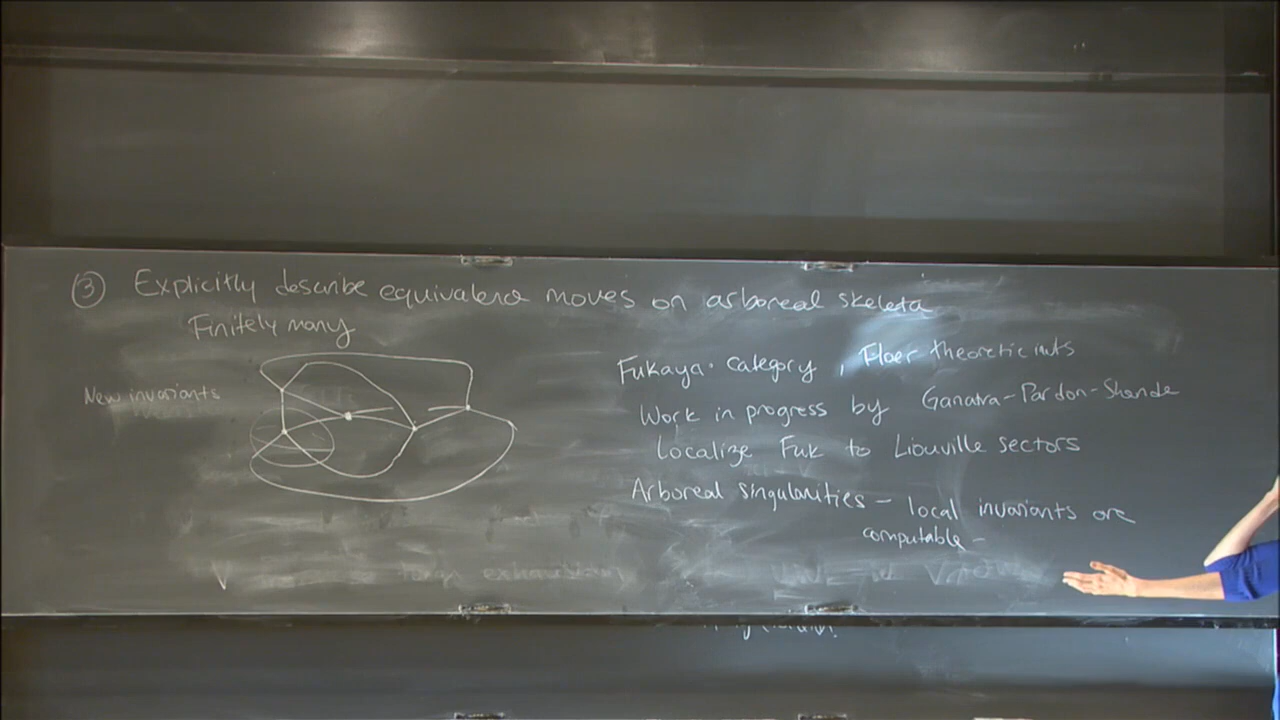 ③ Explicitly describe equivalence moves on arboreal skeleta
Finitely many
New invariants
Fukaya category, Floer theoretic invts
Work in progress by Ganatra-Pardon-Shende
Localize Fuk to Liouville sectors
Arboreal singularities - local invariants are
computable -